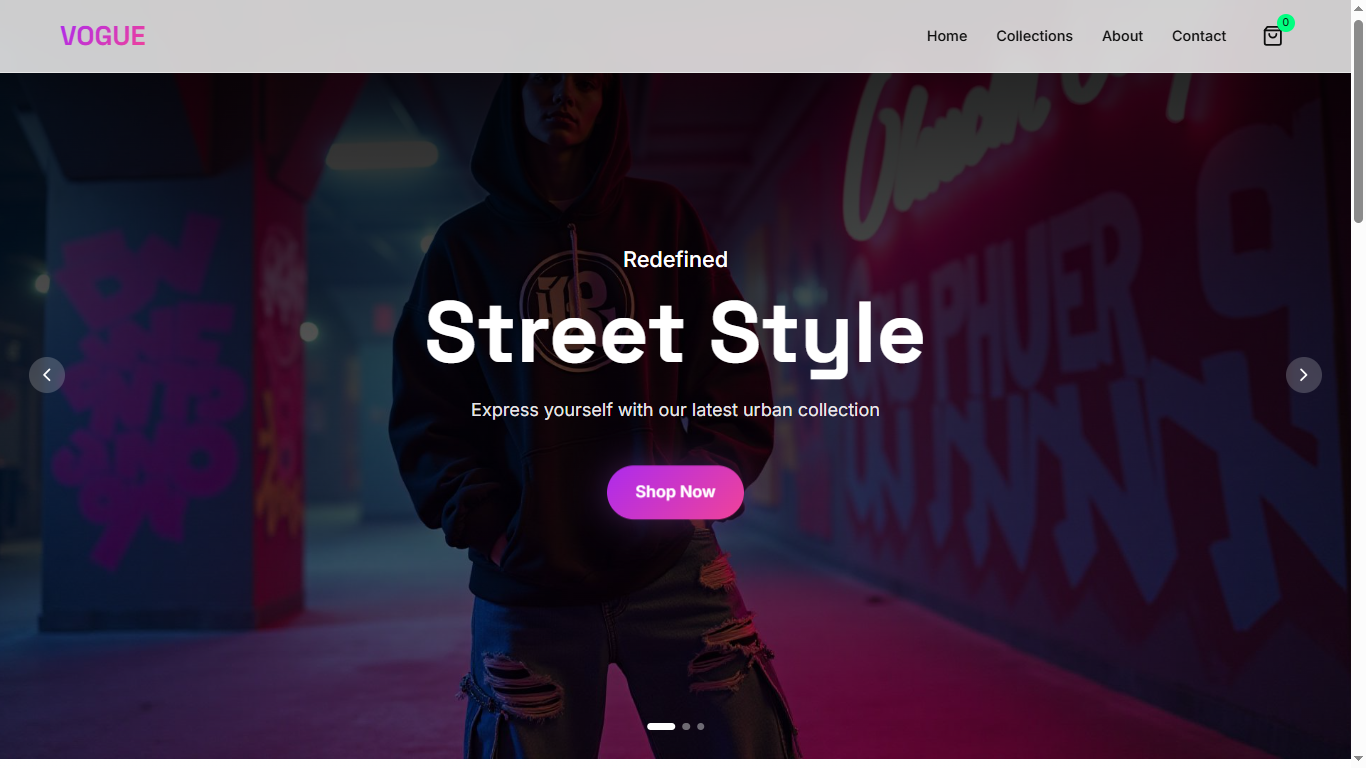 VOGUE
Home Collections About Contact 0
Redefined
Street Style
Express yourself with our latest urban collection
Shop Now